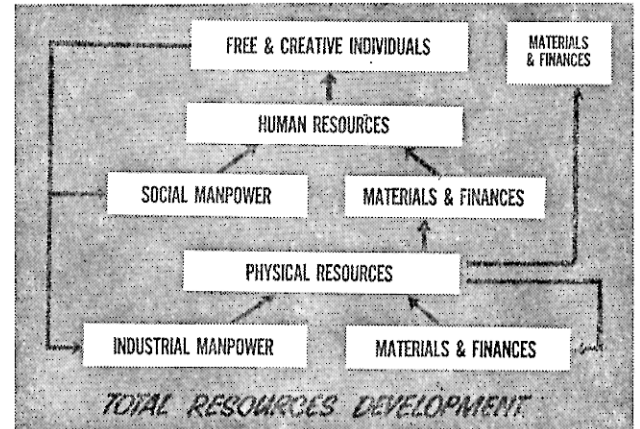 FREE & CREATIVE INDIVIDUALS
MATERIALS
& FINANCES
HUMAN RESOURCES
SOCIAL MANPOWER
MATERIALS & FINANCES
PHYSICAL RESOURCES
INDUSTRIAL MANPOWER
MATERIALS & FINANCES
TOTAL RESOURCES DEVELOPMENT